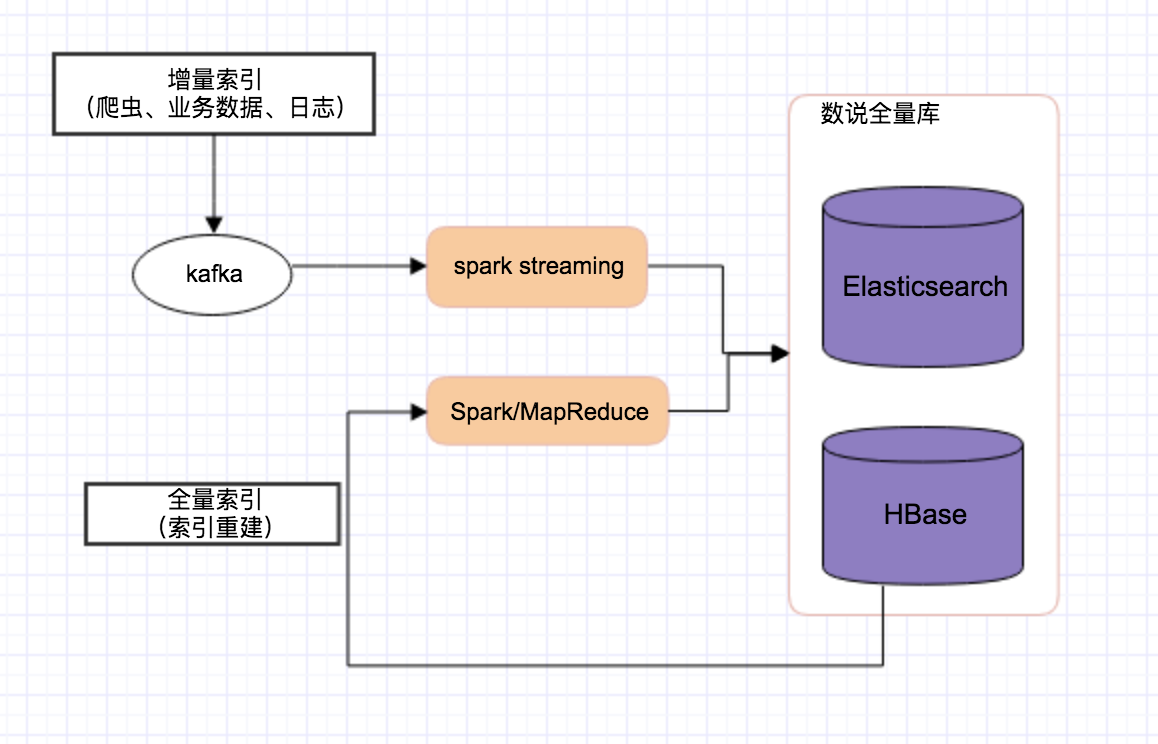 增量索引
（爬虫、业务数据、日志）
数说全量库
kafka
spark streaming
Elasticsearch
Spark/MapReduce
全量索引
（索引重建）
HBase